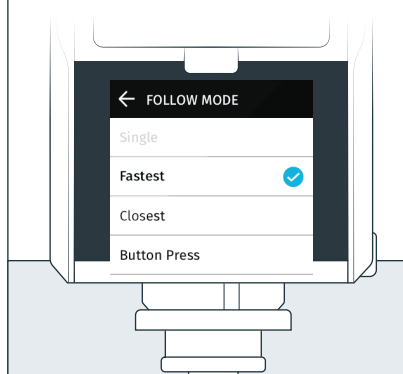 FOLLOW MODE
Single
Fastest
Closest
Button Press